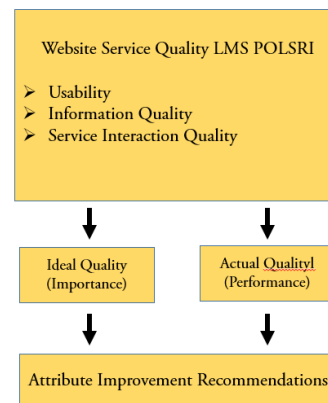 Website Service Quality LMS POLSRI
➢ Usability
➢ Information Quality
➢ Service Interaction Quality
Ideal Quality
(Importance)
Actual Qualityl
(Performance)
Attribute Improvement Recommendations